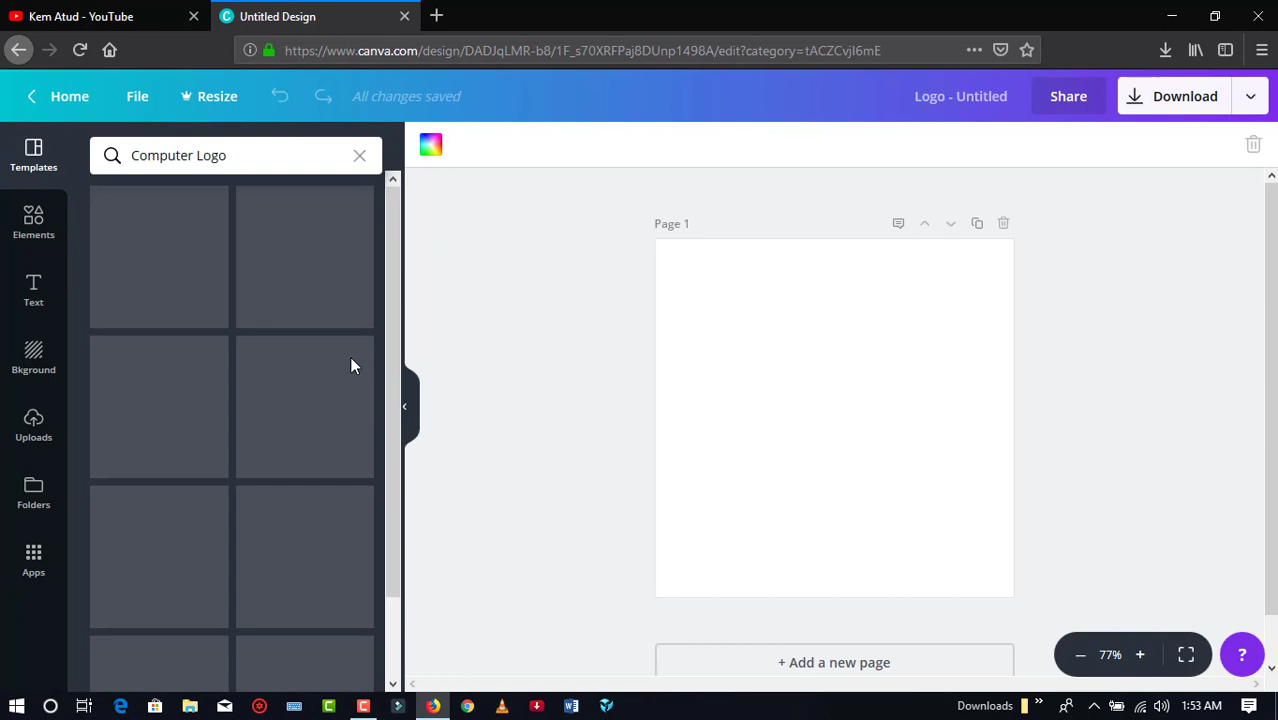 Kem Atud - YouTube
Untitled Design
https://www.canva.com/design/DADJqLMR-b8/1F_s70XRFPaj8DUnp1498A/edit?category=tACZCvjI6mE
Home
File
Resize
All changes saved
Logo - Untitled
Share
Download
Templates
Computer Logo
Elements
Page 1
Text
Bkground
Uploads
Folders
Apps
77%
?
+ Add a new page
Downloads
1:53 AM